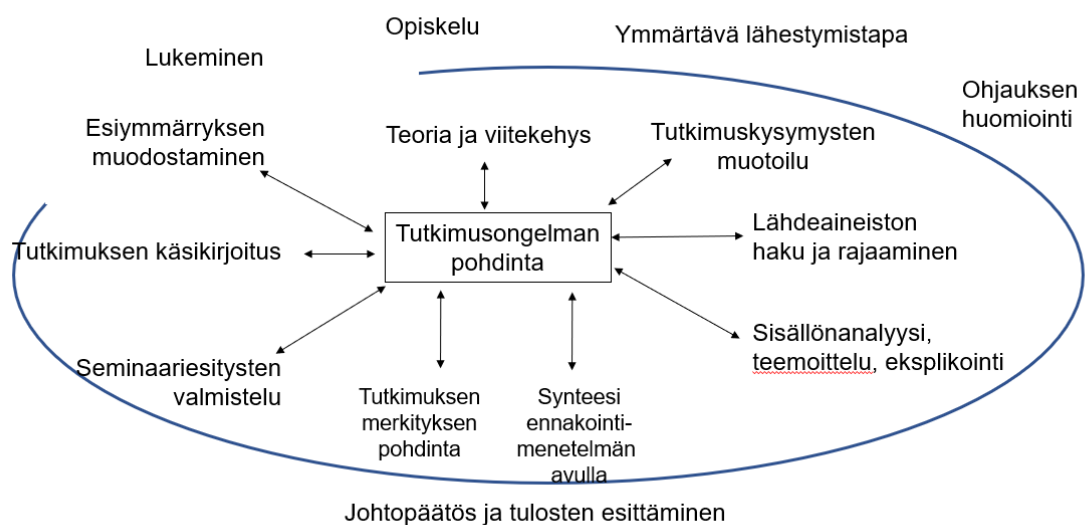 Opiskelu
Ymmärtävä lähestymistapa
Lukeminen
Ohjauksen
huomiointi
Esiymmärryksen
muodostaminen
Teoria ja viitekehys
Tutkimuskysymysten
muotoilu
Tutkimuksen käsikirjoitus
Tutkimusongelman
pohdinta
Lähdeaineiston
haku ja rajaaminen
Seminaariesitysten
valmistelu
Tutkimuksen
merkityksen
pohdinta
Synteesi
ennakointi-
menetelmän
avulla
Sisällönanalyysi,
teemoittelu, eksplikointi
Johtopäätös ja tulosten esittäminen